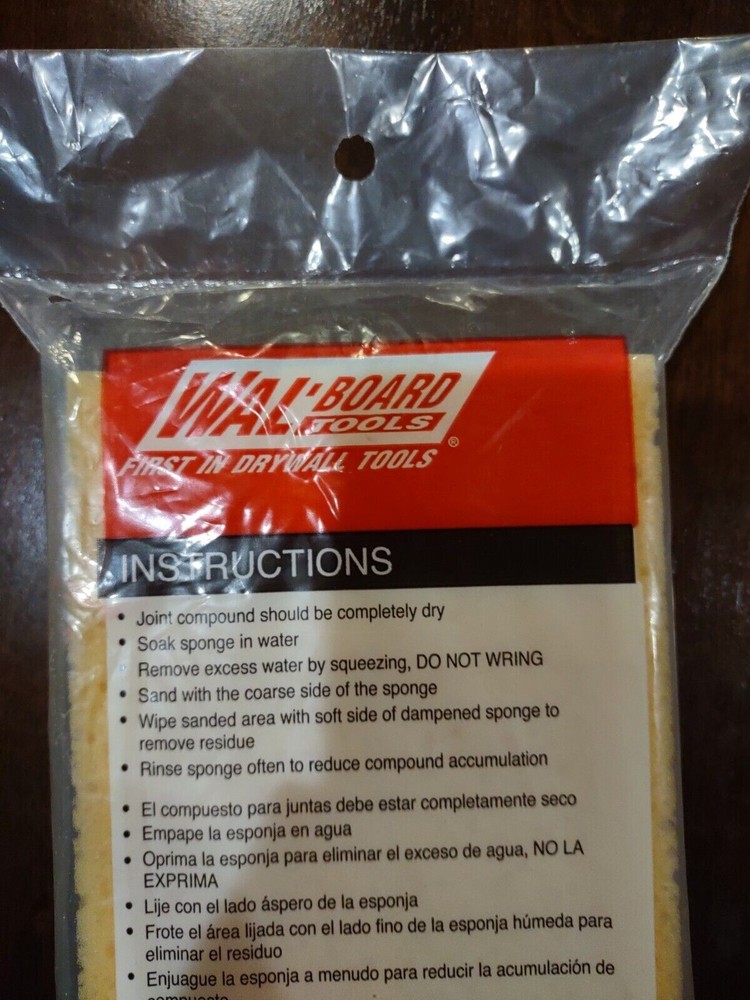 WAL·BOARD
TOOLS
®
FIRST IN DRYWALL TOOLS
INSTRUCTIONS
• Joint compound should be completely dry
• Soak sponge in water
• Remove excess water by squeezing, DO NOT WRING
• Sand with the coarse side of the sponge
• Wipe sanded area with soft side of dampened sponge to
remove residue
• Rinse sponge often to reduce compound accumulation
• El compuesto para juntas debe estar completamente seco
• Empape la esponja en agua
• Oprima la esponja para eliminar el exceso de agua, NO LA
EXPRIMA
• Lije con el lado áspero de la esponja
• Frote el área lijada con el lado fino de la esponja húmeda para
eliminar el residuo
• Enjuague la esponja a menudo para reducir la acumulación de
compuesto